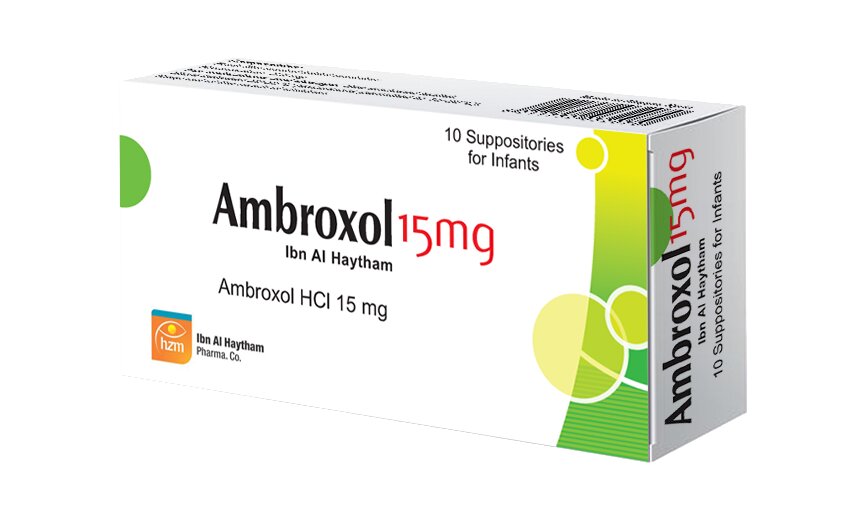 10 Suppositories
for Infants
Ambroxol 15mg
Ibn Al Haytham
Ambroxol HCl 15 mg
hzm
Ibn Al Haytham
Pharma. Co.
Ambroxol 15mg
Ibn Al Haytham
10 Suppositories for Infants